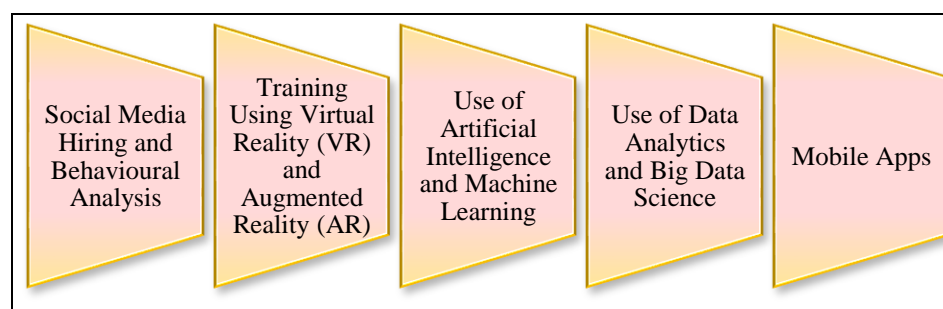 Social Media
Hiring and
Behavioural
Analysis
Training
Using Virtual
Reality (VR)
and
Augmented
Reality (AR)
Use of
Artificial
Intelligence
and Machine
Learning
Use of Data
Analytics
and Big Data
Science
Mobile Apps